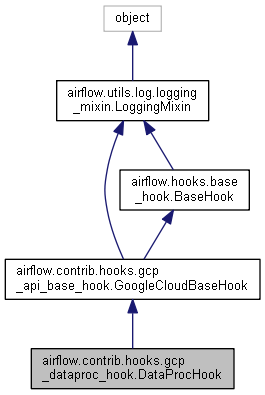 object
airflow.utils.log.logging
_mixin.LoggingMixin
airflow.hooks.base
_hook.BaseHook
airflow.contrib.hooks.gcp
_api_base_hook.GoogleCloudBaseHook
airflow.contrib.hooks.gcp
_dataproc_hook.DataProcHook